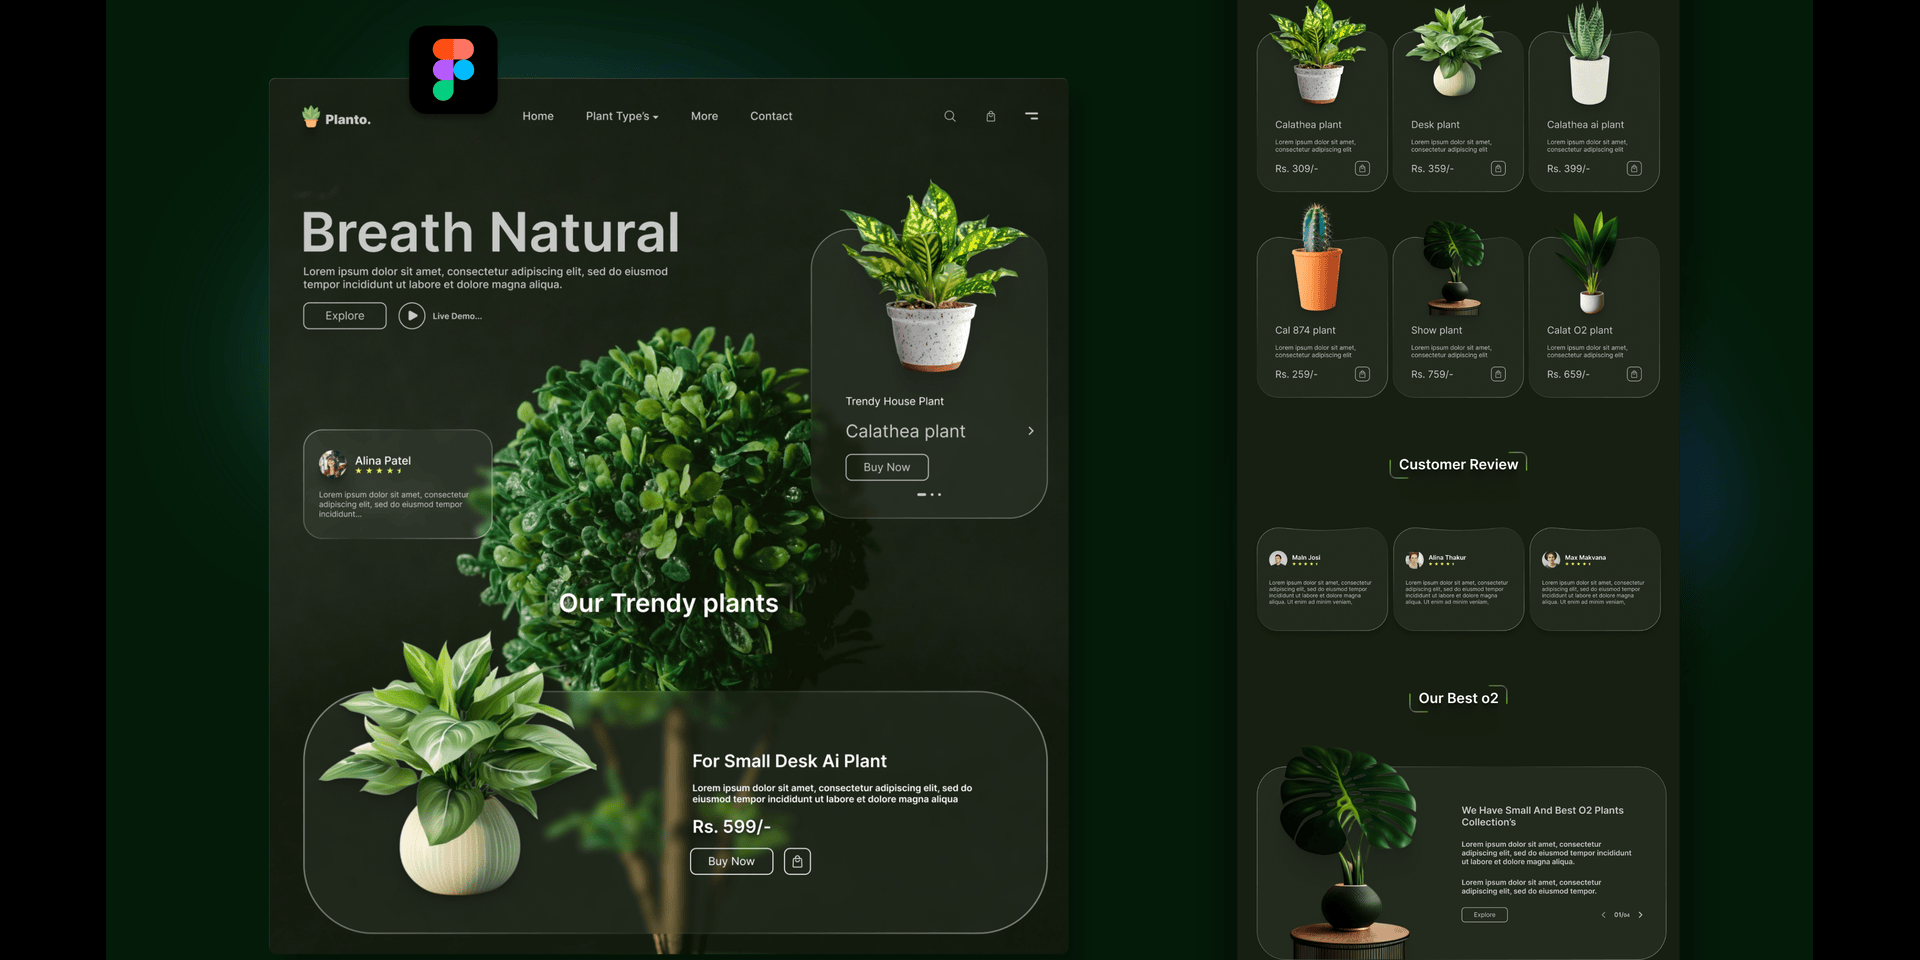 Planto.
Home
Plant Type's
More
Contact
Breath Natural
Lorem ipsum dolor sit amet, consectetur adipiscing elit, sed do eiusmod
tempor incididunt ut labore et dolore magna aliqua.
Explore
Live Demo...
Trendy House Plant
Calathea plant
Buy Now
Alina Patel
Lorem ipsum dolor sit amet, consectetur
adipiscing elit, sed do eiusmod tempor
incididunt...
Our Trendy plants
For Small Desk Ai Plant
Lorem ipsum dolor sit amet, consectetur adipiscing elit, sed do
eiusmod tempor incididunt ut labore et dolore magna aliqua
Rs. 599/-
Buy Now
Calathea plant
Lorem ipsum dolor sit amet,
consectetur adipiscing elit
Rs. 309/-
Desk plant
Lorem ipsum dolor sit amet,
consectetur adipiscing elit
Rs. 359/-
Calathea ai plant
Lorem ipsum dolor sit amet,
consectetur adipiscing elit
Rs. 399/-
Cal 874 plant
Lorem ipsum dolor sit amet,
consectetur adipiscing elit
Rs. 259/-
Show plant
Lorem ipsum dolor sit amet,
consectetur adipiscing elit
Rs. 759/-
Calat O2 plant
Lorem ipsum dolor sit amet,
consectetur adipiscing elit
Rs. 659/-
Customer Review
Main Josi
Lorem ipsum dolor sit amet, consectetur
adipiscing elit, sed do eiusmod tempor
incididunt ut labore et dolore magna
aliqua. Ut enim ad minim veniam,
Alina Thakur
Lorem ipsum dolor sit amet, consectetur
adipiscing elit, sed do eiusmod tempor
incididunt ut labore et dolore magna
aliqua. Ut enim ad minim veniam,
Max Makvana
Lorem ipsum dolor sit amet, consectetur
adipiscing elit, sed do eiusmod tempor
incididunt ut labore et dolore magna
aliqua. Ut enim ad minim veniam,
Our Best o2
We Have Small And Best O2 Plants
Collection's
Lorem ipsum dolor sit amet, consectetur
adipiscing elit, sed do eiusmod tempor incididunt
ut labore et dolore magna aliqua.
Lorem ipsum dolor sit amet, consectetur
adipiscing elit, sed do eiusmod tempor.
Explore
01/04